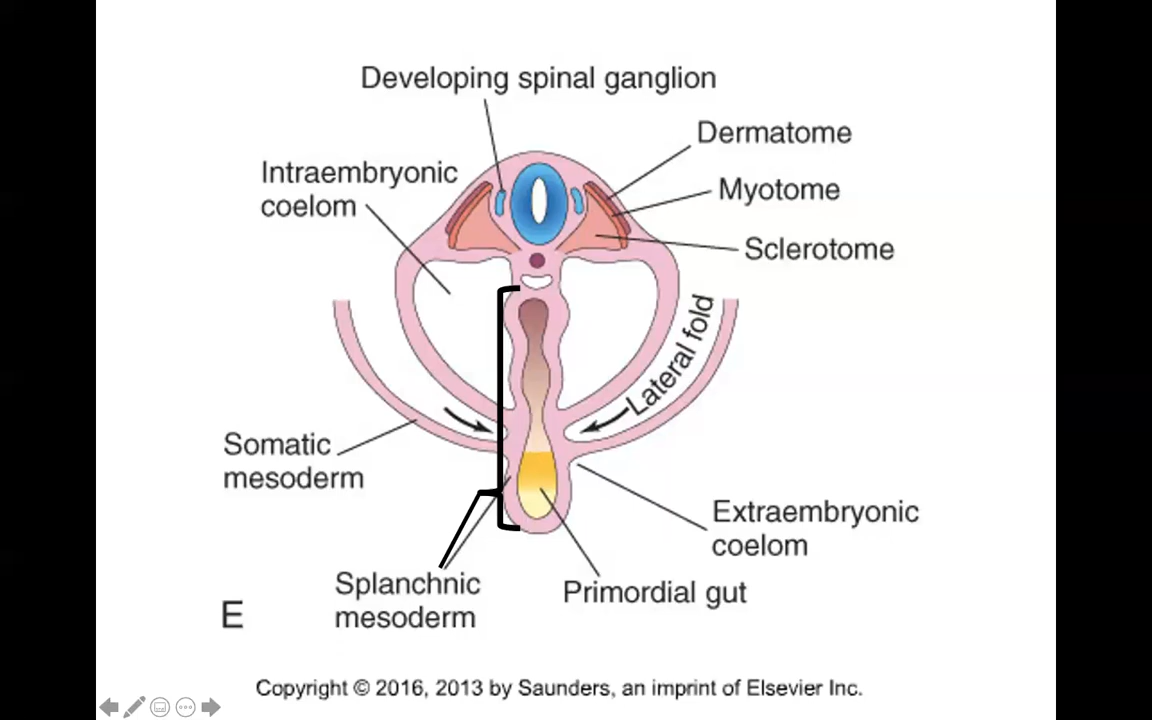 Developing spinal ganglion
Dermatome
Intraembryonic
coelom
Myotome
Sclerotome
Lateral fold
Somatic
mesoderm
Extraembryonic
coelom
Splanchnic
mesoderm
Primordial gut
E
Copyright © 2016, 2013 by Saunders, an imprint of Elsevier Inc.